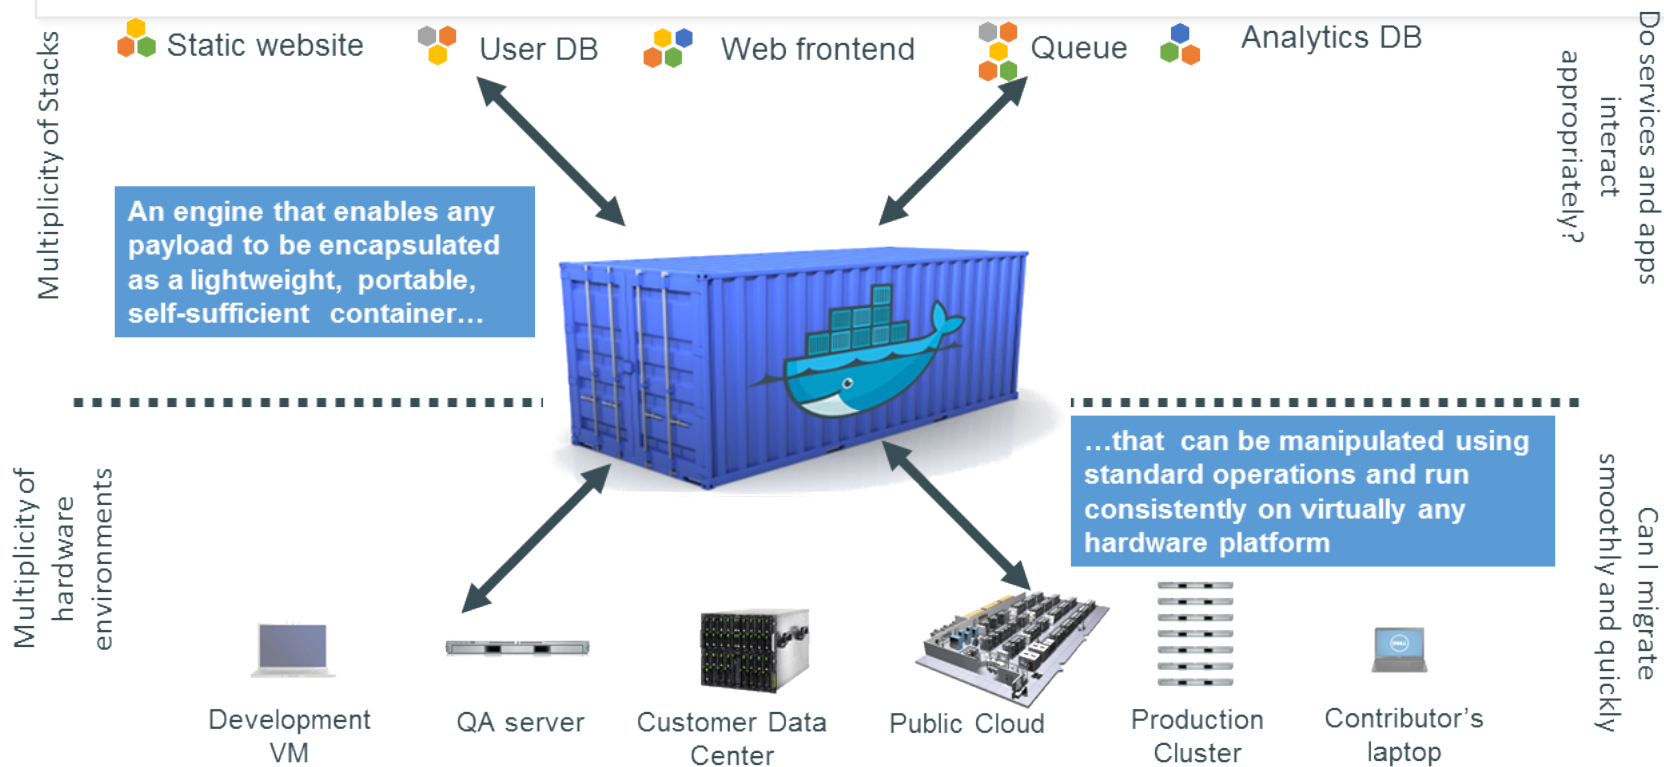 Static website
User DB
Web frontend
Queue
Analytics DB
Multiplicity of Stacks
Do services and apps
interact
appropriately?
An engine that enables any
payload to be encapsulated
as a lightweight, portable,
self-sufficient container…
…that can be manipulated using
standard operations and run
consistently on virtually any
hardware platform
Multiplicity of
hardware
environments
Can I migrate
smoothly and quickly
DELL
Development
VM
QA server
Customer Data
Center
Public Cloud
Production
Cluster
Contributor’s
laptop